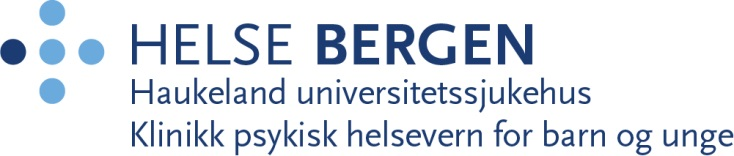 HELSE BERGEN
Haukeland universitetssjukehus
Klinikk psykisk helsevern for barn og unge